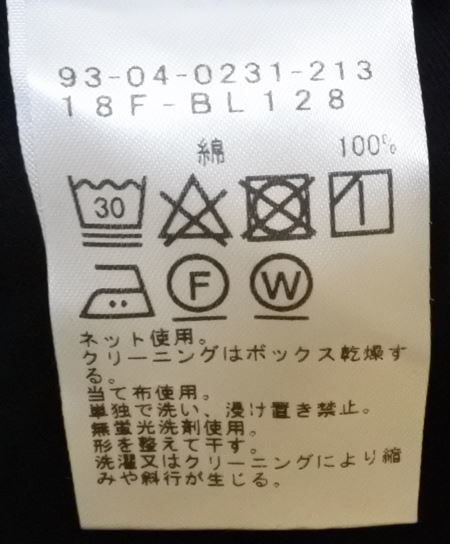 93-04-0231-213
18F-BL128
綿 100%
30
F W
ネット使用。
クリーニングはボックス乾燥す
る。
当て布使用。
単独で洗い、浸け置き禁止。
無蛍光洗剤使用。
形を整えて干す。
洗濯又はクリーニングにより縮
みや斜行が生じる。